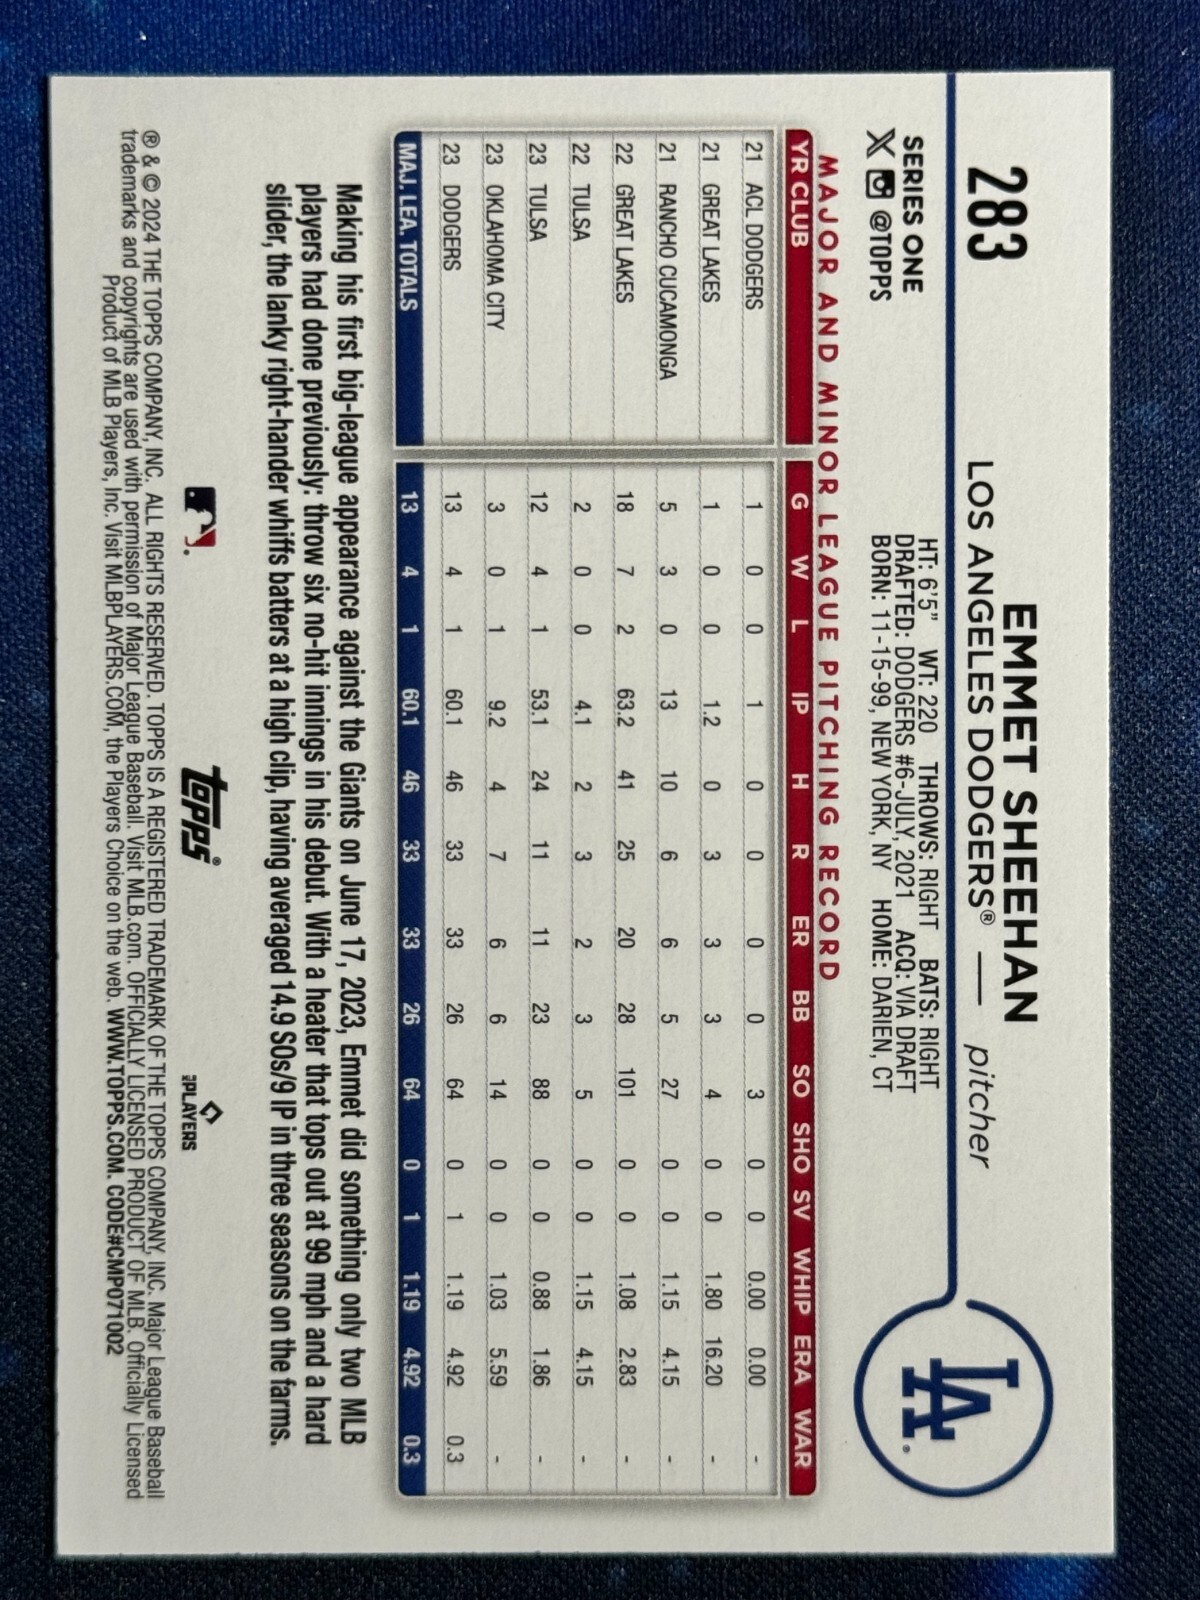 283
EMMET SHEEHAN
LOS ANGELES DODGERS® — pitcher
SERIES ONE
X @TOPPS
HT: 6'5" WT: 220 THROWS: RIGHT BATS: RIGHT
DRAFTED: DODGERS #6-JULY, 2021 ACQ: VIA DRAFT
BORN: 11-15-99, NEW YORK, NY HOME: DARIEN, CT
LA
MAJOR AND MINOR LEAGUE PITCHING RECORD
YR CLUB G W L IP H R ER BB SO SHO SV WHIP ERA WAR
21 ACL DODGERS 1 0 0 1 0 0 0 0 3 0 0 0.00 0.00 -
21 GREAT LAKES 1 0 0 1.2 0 3 3 3 4 0 0 1.80 16.20 -
21 RANCHO CUCAMONGA 5 3 0 13 10 6 6 5 27 0 0 1.15 4.15 -
22 GREAT LAKES 18 7 2 63.2 41 25 20 28 101 0 0 1.08 2.83 -
22 TULSA 2 0 0 4.1 2 3 2 3 5 0 0 1.15 4.15 -
23 TULSA 12 4 1 53.1 24 11 11 23 88 0 0 0.88 1.86 -
23 OKLAHOMA CITY 3 0 1 9.2 4 7 6 6 14 0 0 1.03 5.59 -
23 DODGERS 13 4 1 60.1 46 33 33 26 64 0 1 1.19 4.92 0.3
MAJ. LEA. TOTALS 13 4 1 60.1 46 33 33 26 64 0 1 1.19 4.92 0.3
Making his first big-league appearance against the Giants on June 17, 2023, Emmet did something only two MLB
players had done previously: throw six no-hit innings in his debut. With a heater that tops out at 99 mph and a hard
slider, the lanky right-hander whiffs batters at a high clip, having averaged 14.9 SOs/9 IP in three seasons on the farms.
topps®
MLB PLAYERS
® & © 2024 THE TOPPS COMPANY, INC. ALL RIGHTS RESERVED. TOPPS IS A REGISTERED TRADEMARK OF THE TOPPS COMPANY, INC. Major League Baseball
trademarks and copyrights are used with permission of Major League Baseball. Visit MLB.com. OFFICIALLY LICENSED PRODUCT OF MLB. Officially Licensed
Product of MLB Players, Inc. Visit MLBPLAYERS.COM, the Players Choice on the web. WWW.TOPPS.COM. CODE#CMP071002